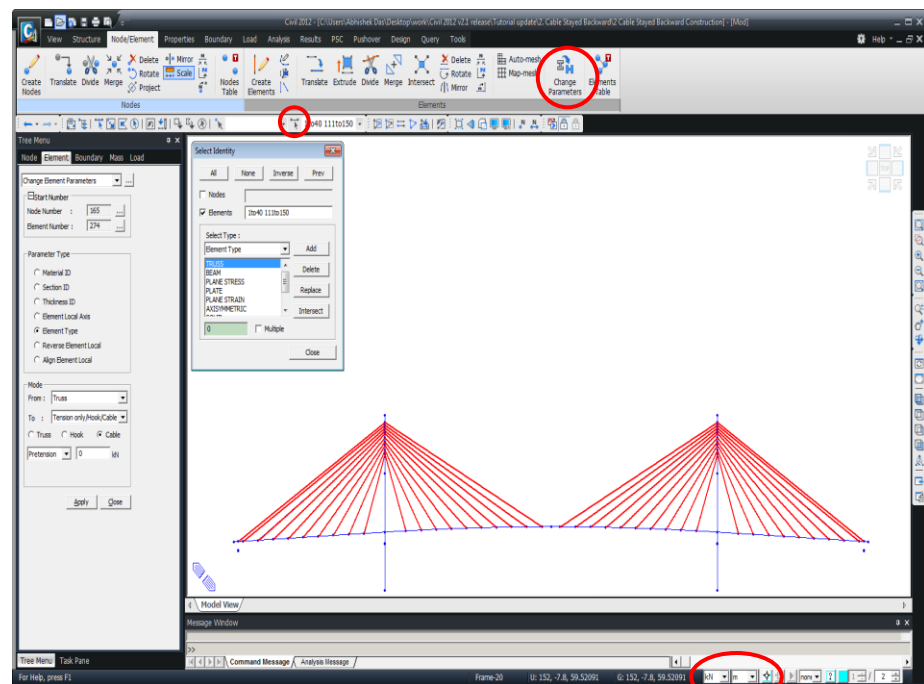 Civil 2012 - [C:\Users\Abhishek Das\Desktop\work\Civil 2012 v2.1 release\Tutorial update\2. Cable Stayed Backward\2 Cable Stayed Backward Construction] - [Mod]
View Structure Node/Element Properties Boundary Load Analysis Results PSC Pushover Design Query Tools Help
Create Nodes
Translate
Divide
Merge
Delete
Rotate
Project
Mirror
Scale
Nodes Table
Create Elements
Translate
Extrude
Divide
Merge
Intersect
Delete
Rotate
Mirror
Auto-mesh
Map-mesh
Change Parameters
Elements Table
Nodes
Elements
1to40 111to150
Tree Menu
Node Element Boundary Mass Load
Change Element Parameters
...
Start Number
Node Number : 165 ...
Element Number : 274 ...
Parameter Type
Material ID
Section ID
Thickness ID
Element Local Axis
Element Type
Reverse Element Local
Align Element Local
Mode
From : Truss
To : Tension only/Hook/Cable
Truss Hook Cable
Pretension 0 kN
Apply Close
Select Identity
All None Inverse Prev
Nodes
Elements 1to40 111to150
Select Type :
Element Type
TRUSS
BEAM
PLANE STRESS
PLATE
PLANE STRAIN
AXISYMMETRIC
Add
Delete
Replace
Intersect
0
Multiple
Close
TOP
Model View
Message Window
>>
Command Message Analysis Message
Tree Menu Task Pane
For Help, press F1
Frame-20
U: 152, -7.8, 59.52091
G: 152, -7.8, 59.52091
kN
m
non
?
1 / 2